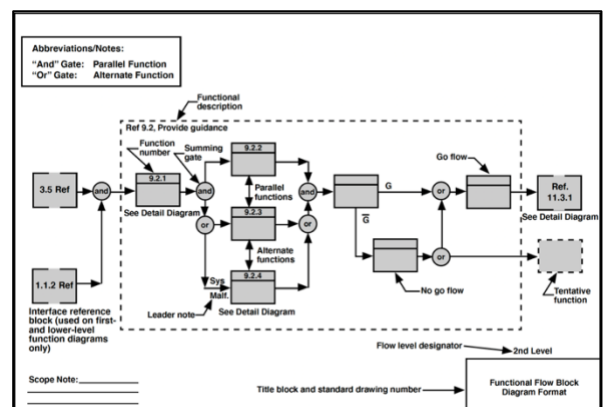 Abbreviations/Notes:
“And” Gate: Parallel Function
“Or” Gate: Alternate Function
Functional
description
Ref 9.2, Provide guidance
Function
number
Summing
gate
9.2.2
Go flow
3.5 Ref
and
9.2.1
and
Parallel
functions
and
G
or
Ref.
11.3.1
See Detail Diagram
See Detail Diagram
or
9.2.3
or
G
Alternate
functions
or
1.1.2 Ref
Sys
Malf.
9.2.4
No go flow
Tentative
function
Leader note
See Detail Diagram
Interface reference
block (used on first-
and lower-level
function diagrams
only)
Flow level designator
2nd Level
Scope Note:
Title block and standard drawing number
Functional Flow Block
Diagram Format